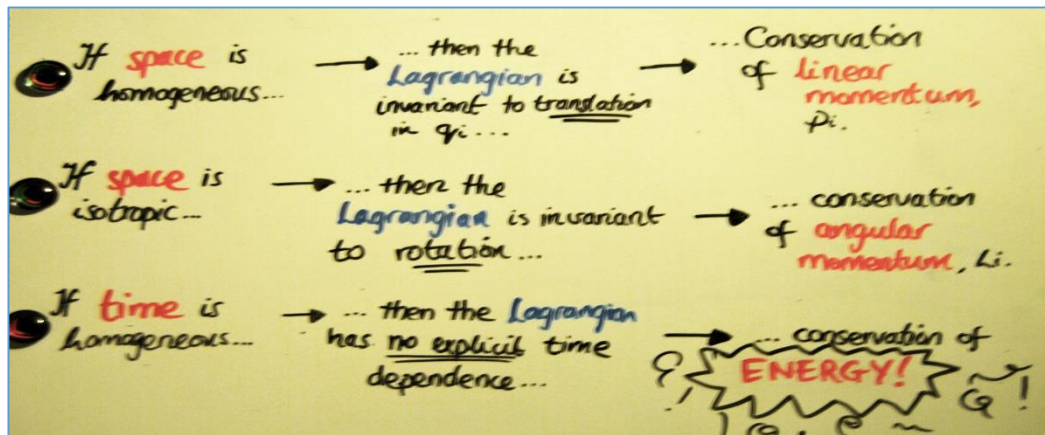 If space is
homogeneous...
... then the
Lagrangian is
invariant to translation
in qi...
...Conservation
of linear
momentum,
pi.
If space is
isotropic...
... then the
Lagrangian is invariant
to rotation...
... conservation
of angular
momentum, Li.
If time is
homogeneous...
... then the Lagrangian
has no explicit time
dependence...
... conservation of
ENERGY!